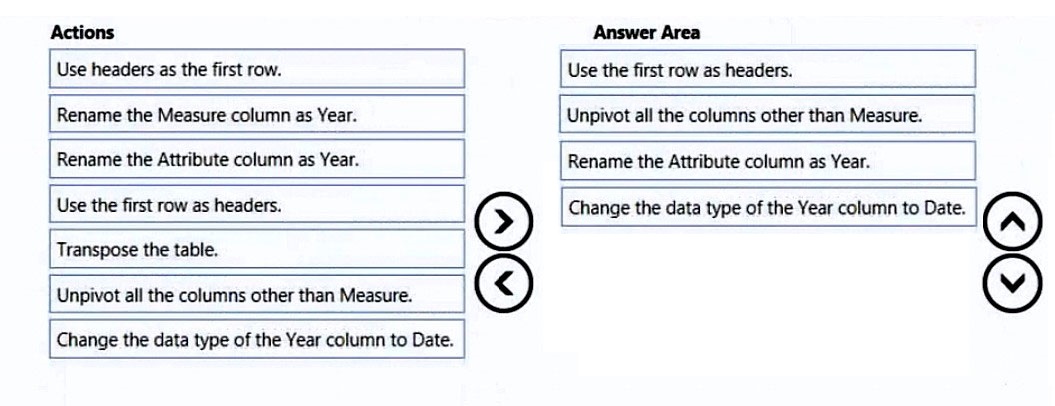 Actions
Use headers as the first row.
Rename the Measure column as Year.
Rename the Attribute column as Year.
Use the first row as headers.
Transpose the table.
Unpivot all the columns other than Measure.
Change the data type of the Year column to Date.
Answer Area
Use the first row as headers.
Unpivot all the columns other than Measure.
Rename the Attribute column as Year.
Change the data type of the Year column to Date.